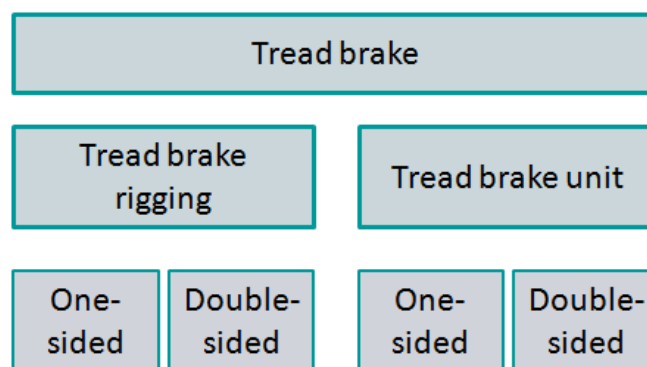 Tread brake
Tread brake
rigging
Tread brake unit
One-
sided
Double-
sided
One-
sided
Double-
sided